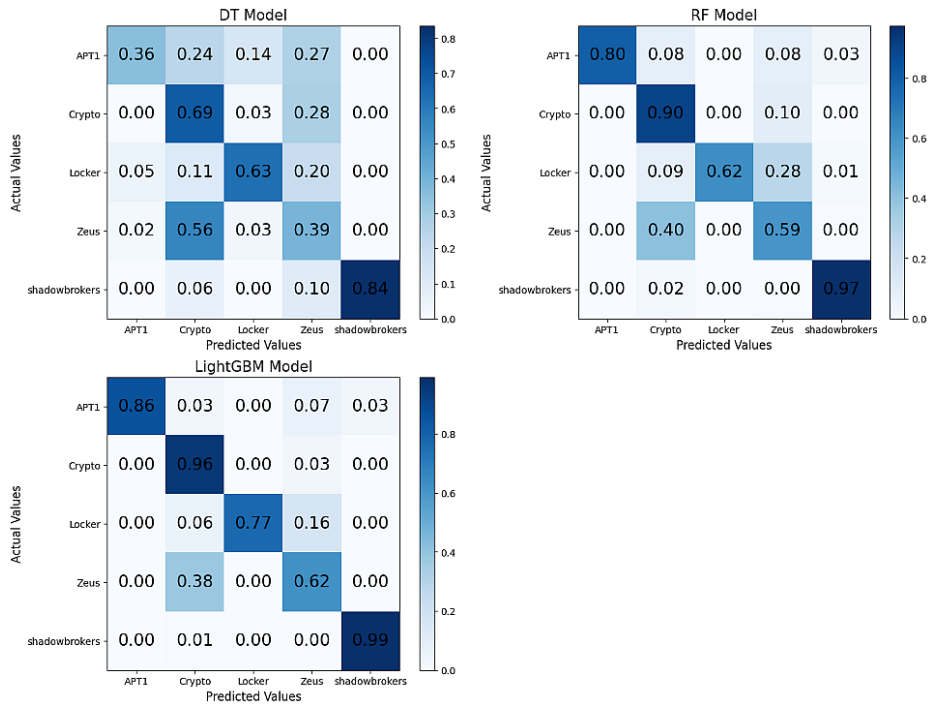 DT Model
Actual Values
APT1 0.36 0.24 0.14 0.27 0.00
Crypto 0.00 0.69 0.03 0.28 0.00
Locker 0.05 0.11 0.63 0.20 0.00
Zeus 0.02 0.56 0.03 0.39 0.00
shadowbrokers 0.00 0.06 0.00 0.10 0.84
APT1 Crypto Locker Zeus shadowbrokers
Predicted Values
0.8
0.7
0.6
0.5
0.4
0.3
0.2
0.1
0.0
RF Model
Actual Values
APT1 0.80 0.08 0.00 0.08 0.03
Crypto 0.00 0.90 0.00 0.10 0.00
Locker 0.00 0.09 0.62 0.28 0.01
Zeus 0.00 0.40 0.00 0.59 0.00
shadowbrokers 0.00 0.02 0.00 0.00 0.97
APT1 Crypto Locker Zeus shadowbrokers
Predicted Values
0.8
0.6
0.4
0.2
0.0
LightGBM Model
Actual Values
APT1 0.86 0.03 0.00 0.07 0.03
Crypto 0.00 0.96 0.00 0.03 0.00
Locker 0.00 0.06 0.77 0.16 0.00
Zeus 0.00 0.38 0.00 0.62 0.00
shadowbrokers 0.00 0.01 0.00 0.00 0.99
APT1 Crypto Locker Zeus shadowbrokers
Predicted Values
0.8
0.6
0.4
0.2
0.0